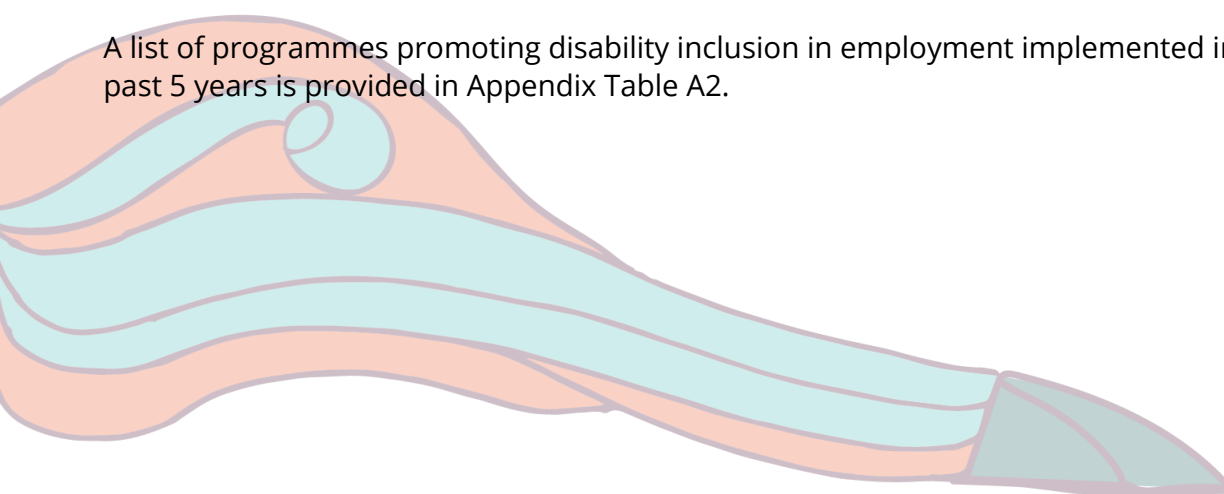 A list of programmes promoting disability inclusion in employment implemented
past 5 years is provided in Appendix Table A2.